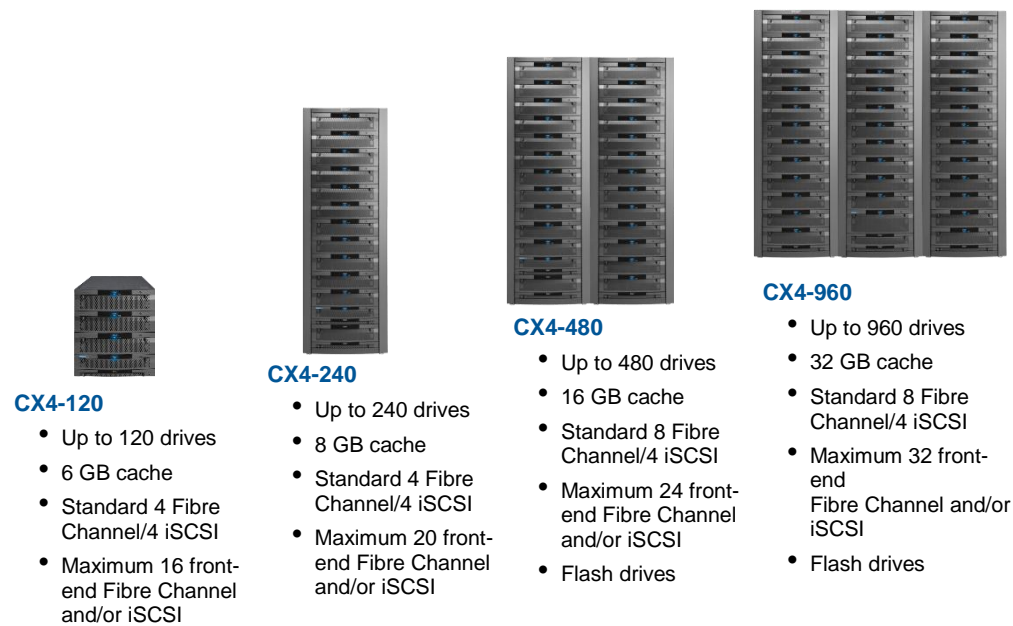 CX4-120
• Up to 120 drives
• 6 GB cache
• Standard 4 Fibre
Channel/4 iSCSI
• Maximum 16 front-
end Fibre Channel
and/or iSCSI
CX4-240
• Up to 240 drives
• 8 GB cache
• Standard 4 Fibre
Channel/4 iSCSI
• Maximum 20 front-
end Fibre Channel
and/or iSCSI
CX4-480
• Up to 480 drives
• 16 GB cache
• Standard 8 Fibre
Channel/4 iSCSI
• Maximum 24 front-
end Fibre Channel
and/or iSCSI
• Flash drives
CX4-960
• Up to 960 drives
• 32 GB cache
• Standard 8 Fibre
Channel/4 iSCSI
• Maximum 32 front-
end
Fibre Channel and/or
iSCSI
• Flash drives